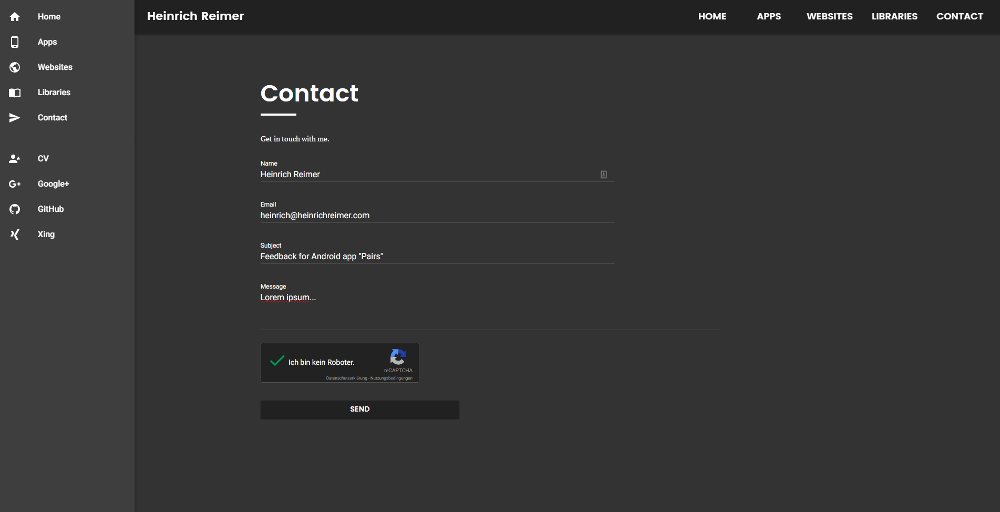 Home
Apps
Websites
Libraries
Contact
CV
Google+
GitHub
Xing
Heinrich Reimer
HOME APPS WEBSITES LIBRARIES CONTACT
Contact
Get in touch with me.
Name
Heinrich Reimer
Email
heinrich@heinrichreimer.com
Subject
Feedback for Android app "Pairs"
Message
Lorem ipsum...
Ich bin kein Roboter.
reCAPTCHA
Datenschutzerklärung - Nutzungsbedingungen
SEND